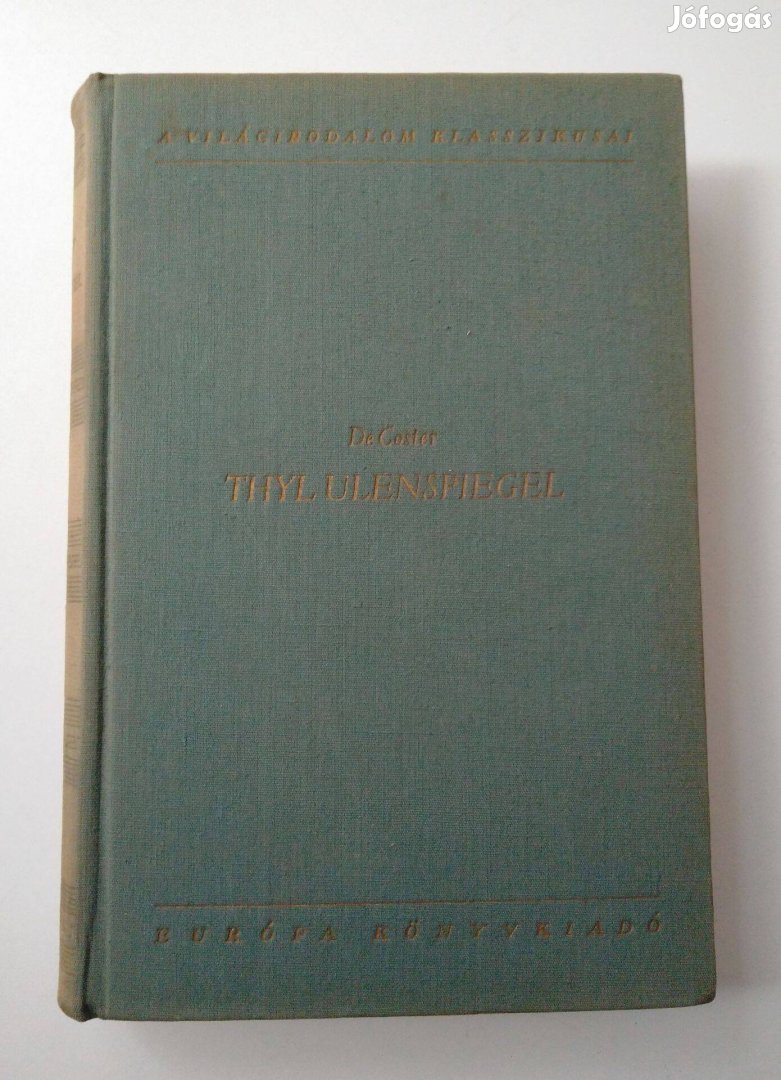 Jófogás
A VILÁGIRODALOM KLASSZIKUSAI
De Coster
THYL ULENSPIEGEL
EURÓPA KÖNYVKIADÓ